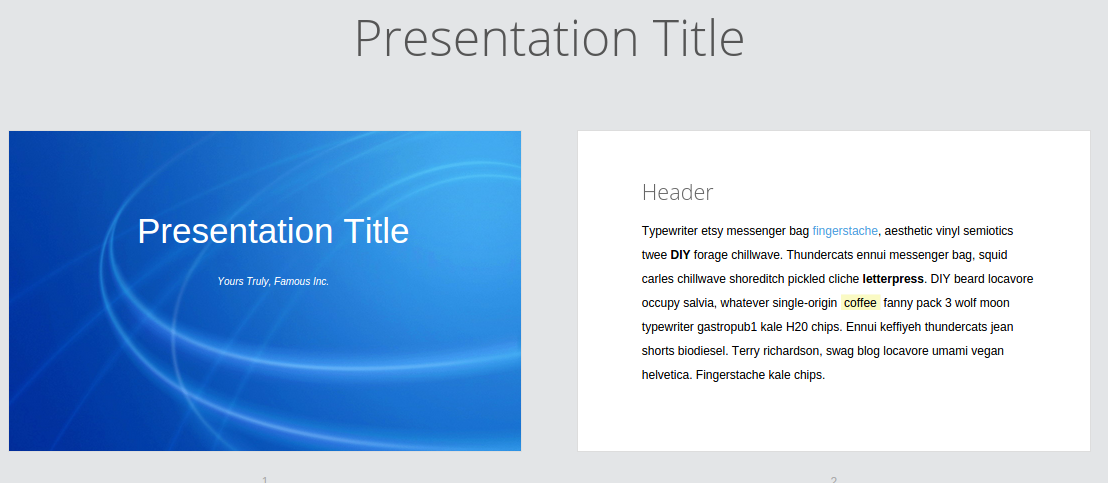 Presentation Title
Presentation Title
Yours Truly, Famous Inc.
Header
Typewriter etsy messenger bag fingerstache, aesthetic vinyl semiotics
twee DIY forage chillwave. Thundercats ennui messenger bag, squid
carles chillwave shoreditch pickled cliche letterpress. DIY beard locavore
occupy salvia, whatever single-origin coffee fanny pack 3 wolf moon
typewriter gastropub1 kale H20 chips. Ennui keffiyeh thundercats jean
shorts biodiesel. Terry richardson, swag blog locavore umami vegan
helvetica. Fingerstache kale chips.
1
2